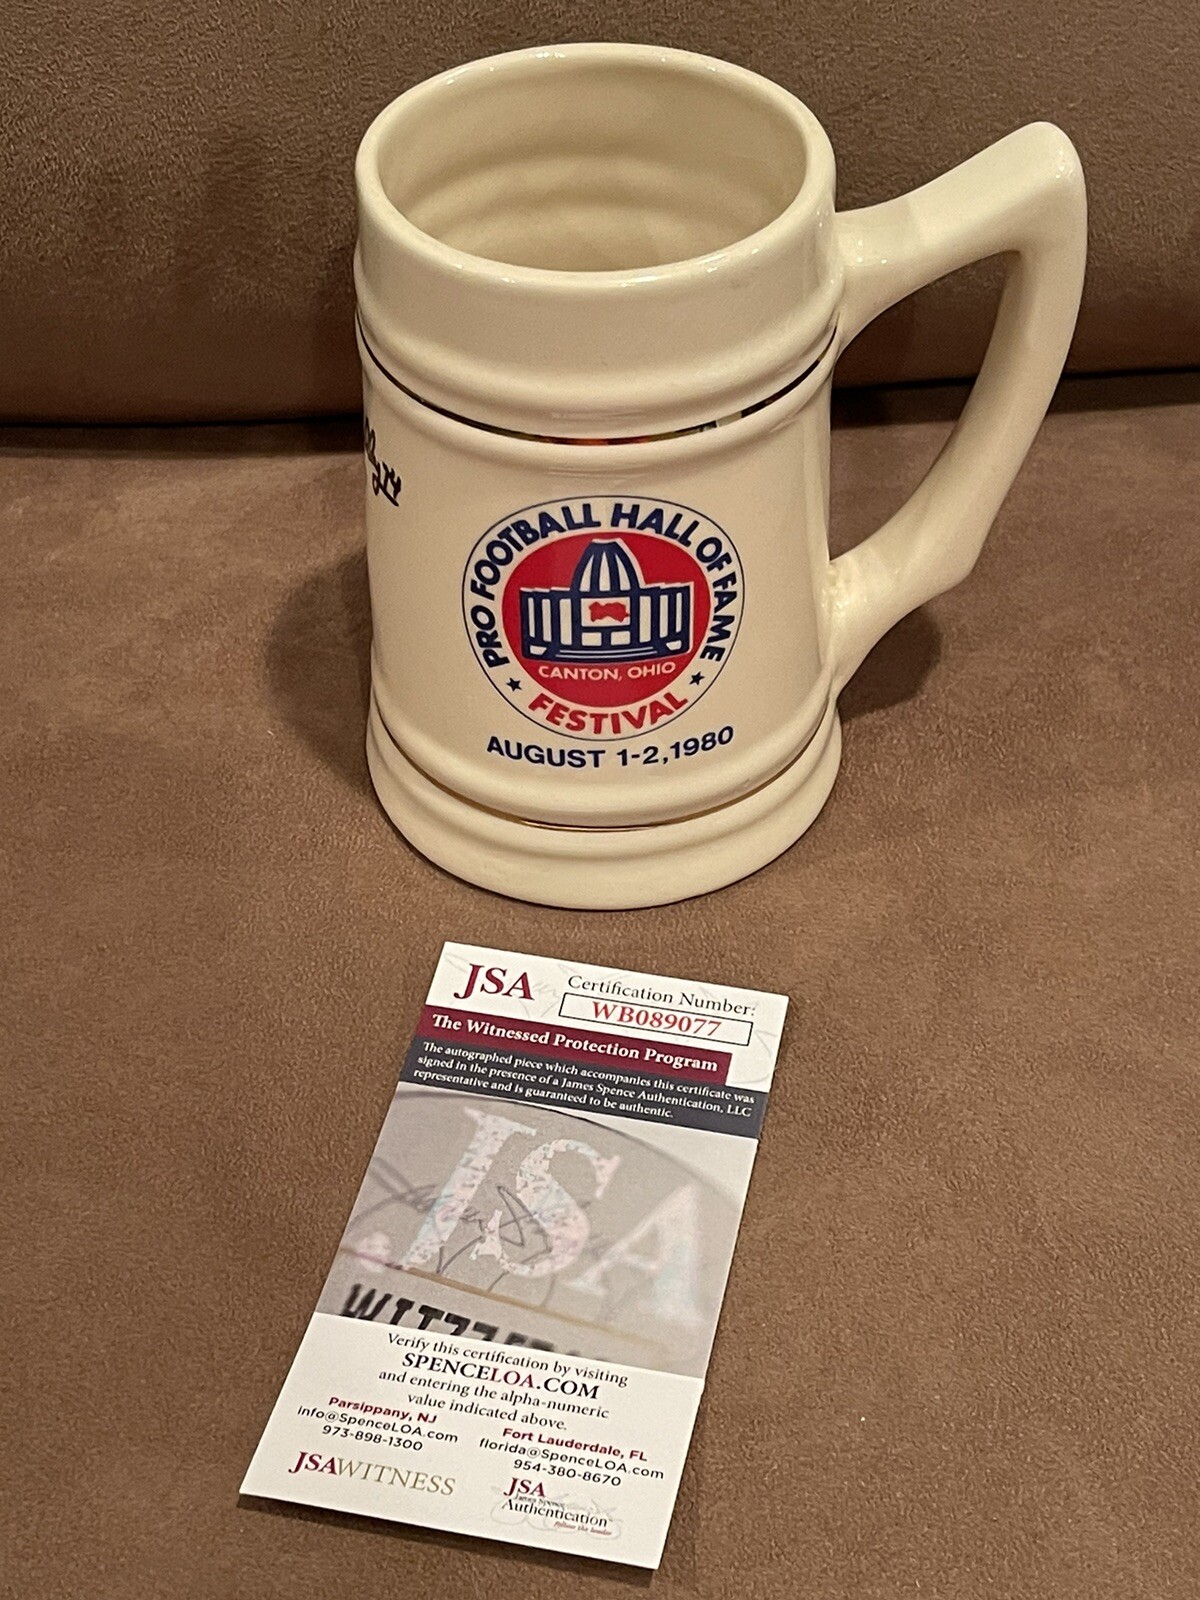 PRO FOOTBALL HALL OF FAME
CANTON, OHIO
FESTIVAL
AUGUST 1-2, 1980
JSA
Certification Number:
WB089077
The Witnessed Protection Program
The autographed piece which accompanies this certificate was
signed in the presence of a James Spence Authentication, LLC
representative and is guaranteed to be authentic.
JSA
Verify this certification by visiting
SPENCELOA.COM
and entering the alpha-numeric
value indicated above.
Parsippany, NJ
info@SpenceLOA.com
973-898-1300
Fort Lauderdale, FL
florida@SpenceLOA.com
954-380-8670
JSAWITNESS
JSA
James Spence
Authentication